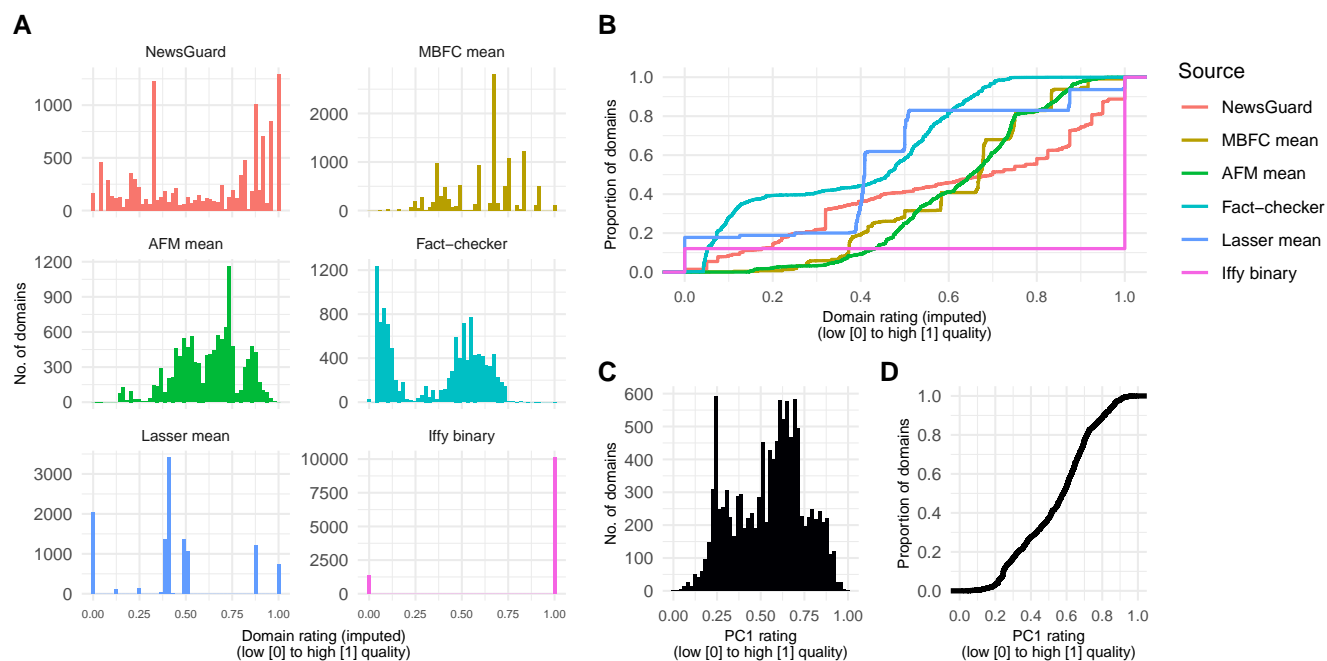 A
NewsGuard
MBFC mean
1000
500
0
2000
1000
0
AFM mean
Fact−checker
1200
900
600
300
0
1200
800
400
0
Lasser mean
Iffy binary
3000
2000
1000
0
10000
7500
5000
2500
0
0.00 0.25 0.50 0.75 1.00
0.00 0.25 0.50 0.75 1.00
No. of domains
Domain rating (imputed)
(low [0] to high [1] quality)
B
1.0
0.8
0.6
0.4
0.2
0.0
0.0 0.2 0.4 0.6 0.8 1.0
Proportion of domains
Domain rating (imputed)
(low [0] to high [1] quality)
Source
NewsGuard
MBFC mean
AFM mean
Fact−checker
Lasser mean
Iffy binary
C
600
500
400
300
200
100
0
0.00 0.25 0.50 0.75 1.00
No. of domains
PC1 rating
(low [0] to high [1] quality)
D
1.0
0.8
0.6
0.4
0.2
0.0
0.0 0.2 0.4 0.6 0.8 1.0
Proportion of domains
PC1 rating
(low [0] to high [1] quality)